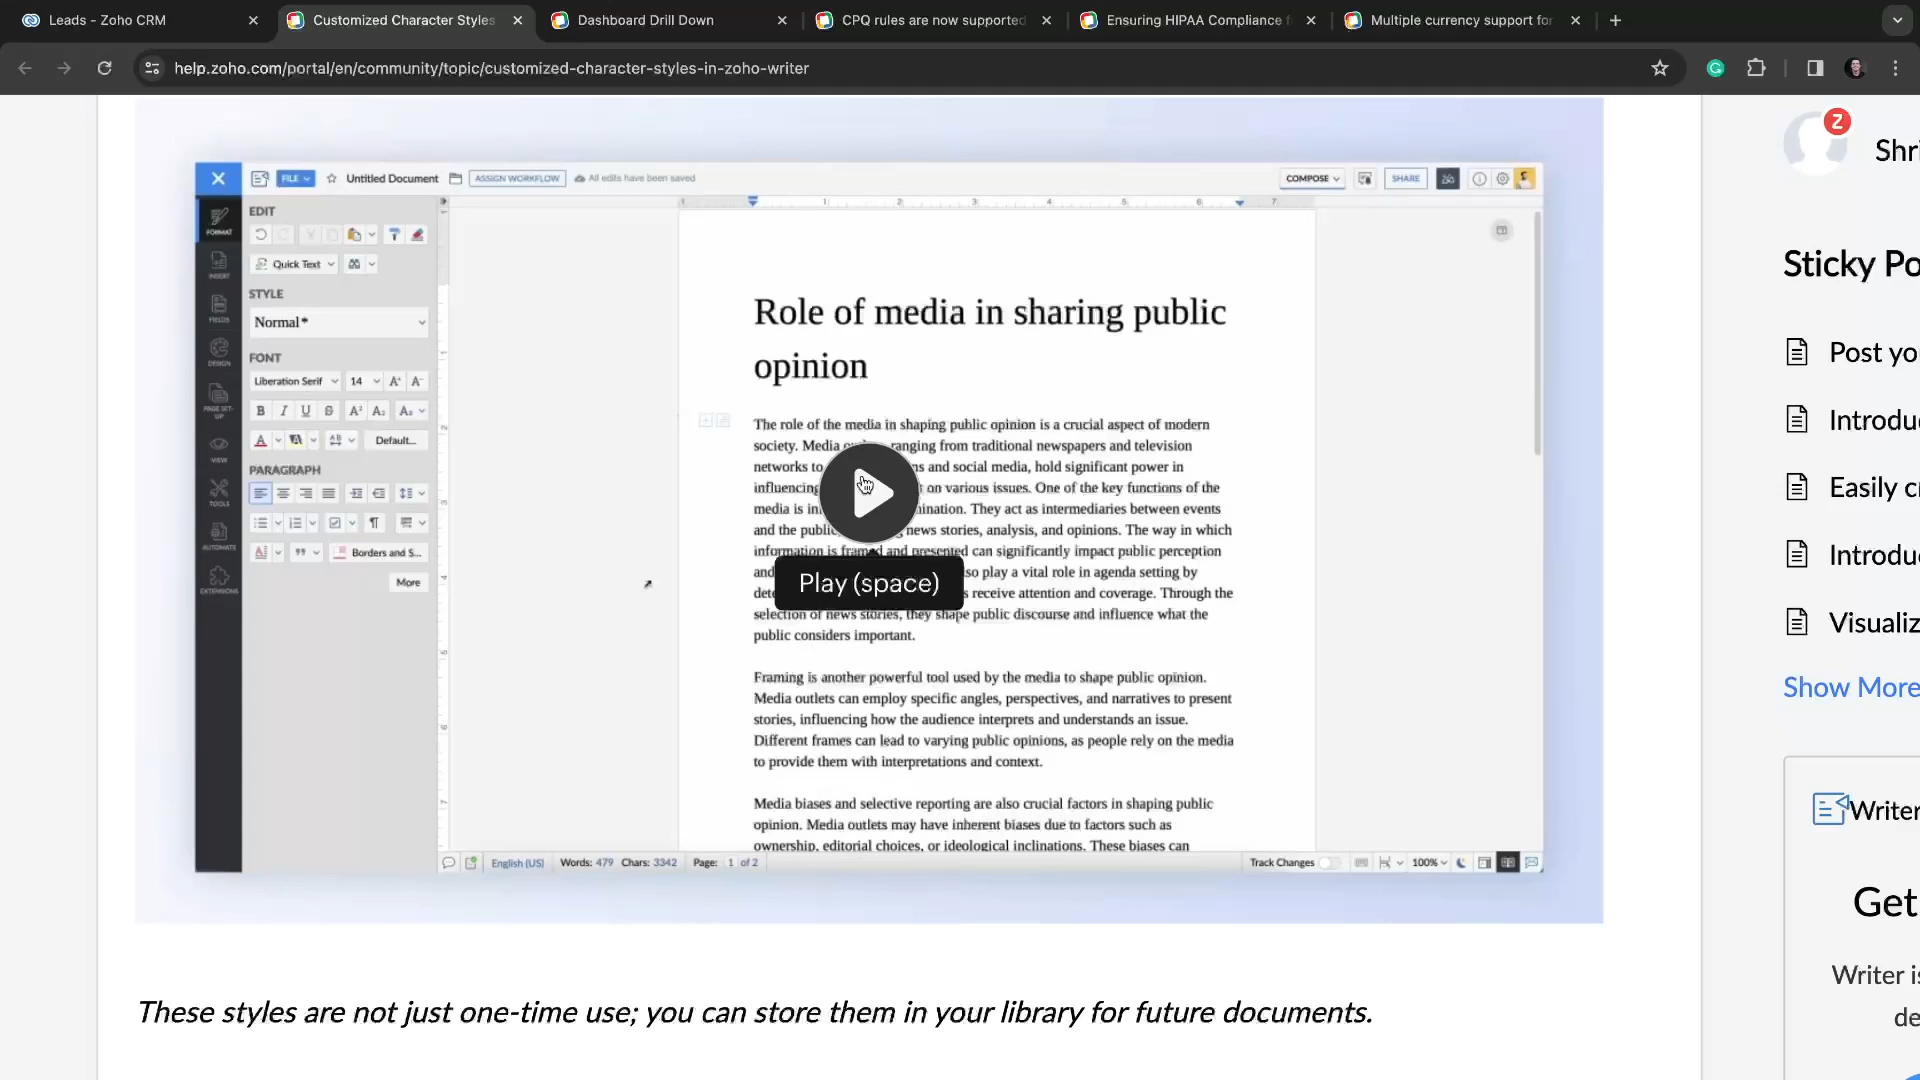 Leads - Zoho CRM
Customized Character Styles
Dashboard Drill Down
CPQ rules are now supported
Ensuring HIPAA Compliance f
Multiple currency support for
help.zoho.com/portal/en/community/topic/customized-character-styles-in-zoho-writer
FILE
Untitled Document
ASSIGN WORKFLOW
All edits have been saved
COMPOSE
SHARE
FORMAT
INSERT
FIELDS
DESIGN
PAGE SET-
UP
VIEW
TOOLS
AUTOMATE
EXTENSIONS
EDIT
Quick Text
STYLE
Normal*
FONT
Liberation Serif
14
Default...
PARAGRAPH
Borders and S...
More
Role of media in sharing public
opinion
The role of the media in shaping public opinion is a crucial aspect of modern
society. Media ranging from traditional newspapers and television
networks to and social media, hold significant power in
influencing on various issues. One of the key functions of the
media is They act as intermediaries between events
and the public, news stories, analysis, and opinions. The way in which
information is framed and presented can significantly impact public perception
and so play a vital role in agenda setting by
receive attention and coverage. Through the
selection of news stories, they shape public discourse and influence what the
public considers important.
Play (space)
Framing is another powerful tool used by the media to shape public opinion.
Media outlets can employ specific angles, perspectives, and narratives to present
stories, influencing how the audience interprets and understands an issue.
Different frames can lead to varying public opinions, as people rely on the media
to provide them with interpretations and context.
Media biases and selective reporting are also crucial factors in shaping public
opinion. Media outlets may have inherent biases due to factors such as
ownership, editorial choices, or ideological inclinations. These biases can
English (US)
Words: 479
Chars: 3342
Page: 1 of 2
Track Changes
100%
These styles are not just one-time use; you can store them in your library for future documents.
Z
Shri
Sticky Po
Post yo
Introdu
Easily c
Introdu
Visualiz
Show More
Writer
Get
Writer is
de